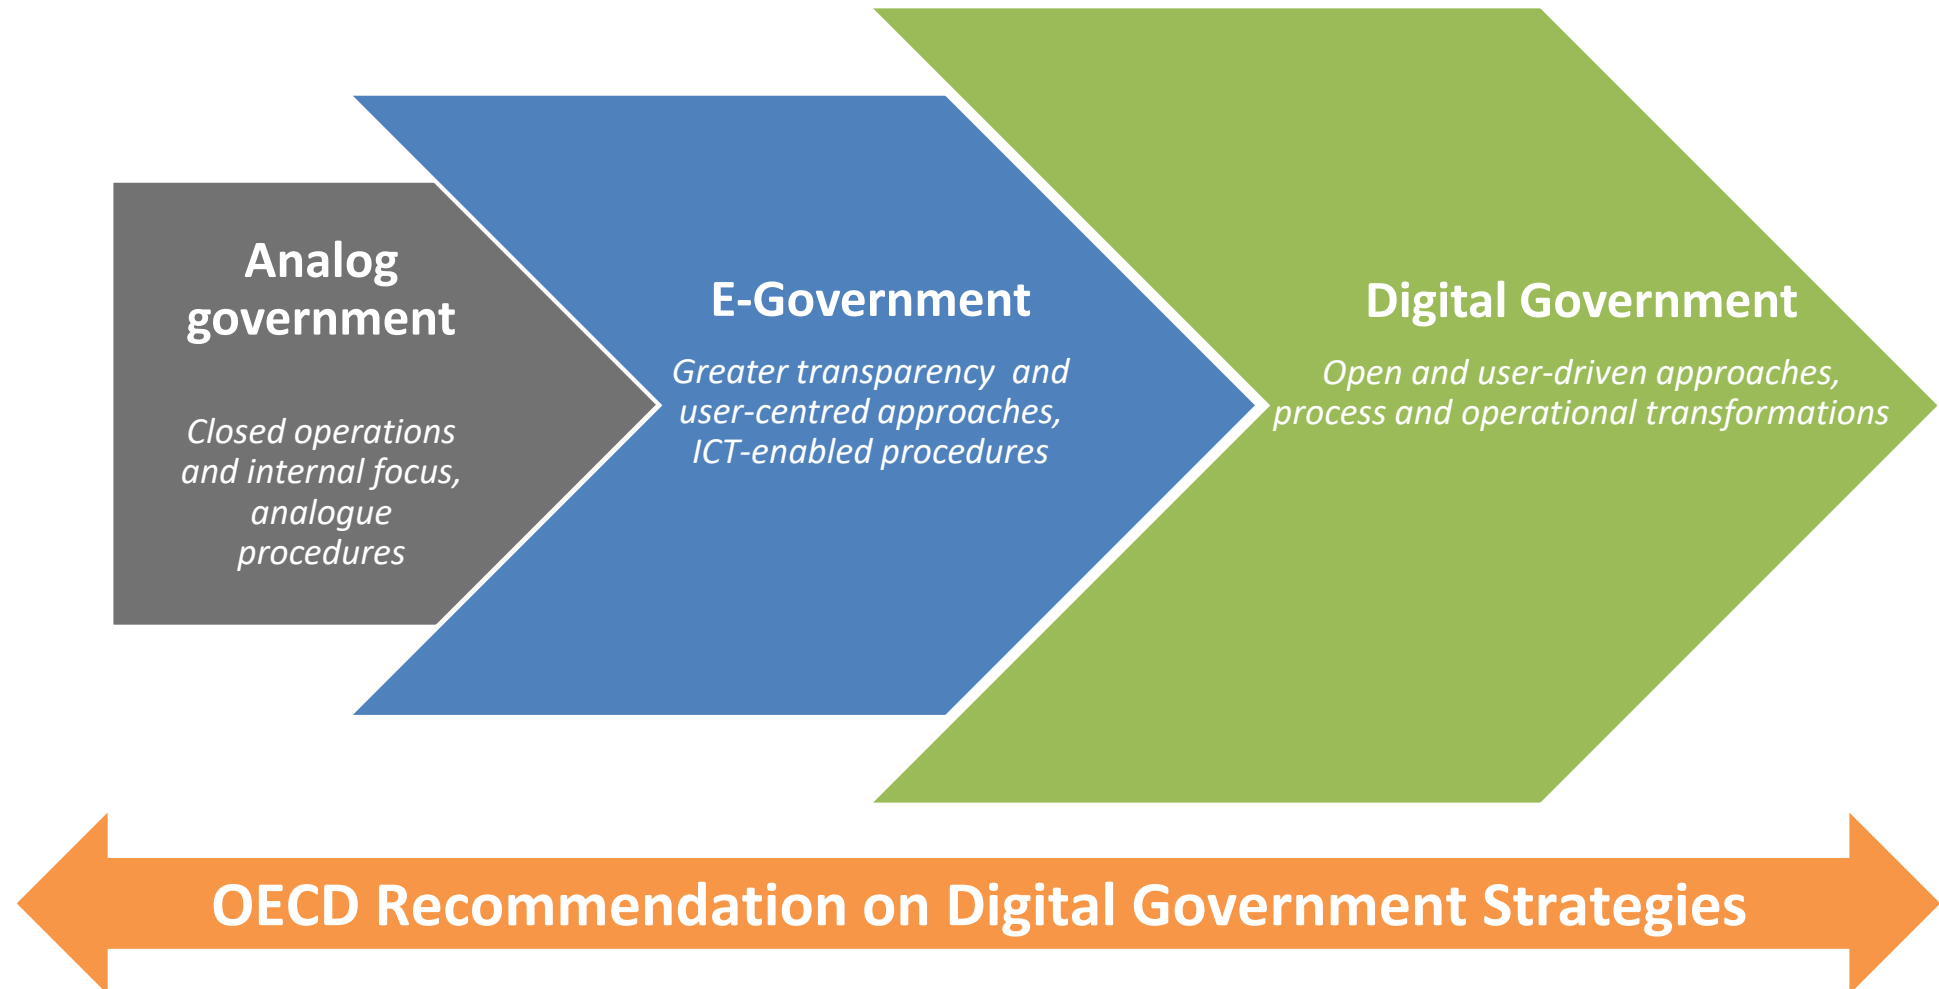 Analog
government
Closed operations
and internal focus,
analogue
procedures
E-Government
Greater transparency  and
user-centred approaches,
ICT-enabled procedures
Digital Government
Open and user-driven approaches,
process and operational transformations
OECD Recommendation on Digital Government Strategies